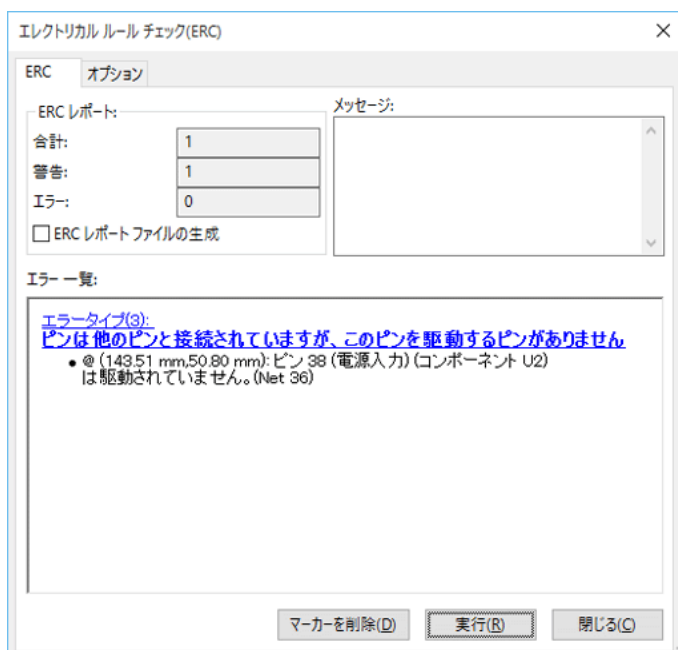 エレクトリカル ルール チェック(ERC)
ERC
オプション
ERC レポート:
メッセージ:
合計:
1
警告:
1
エラー:
0
ERC レポート ファイルの生成
エラー 一覧:
エラータイプ(3):
ピンは他のピンと接続されていますが、このピンを駆動するピンがありません
• @ (143.51 mm,50.80 mm): ピン 38 (電源入力) (コンポーネント U2)
は駆動されていません。(Net 36)
マーカーを削除(D)
実行(R)
閉じる(C)